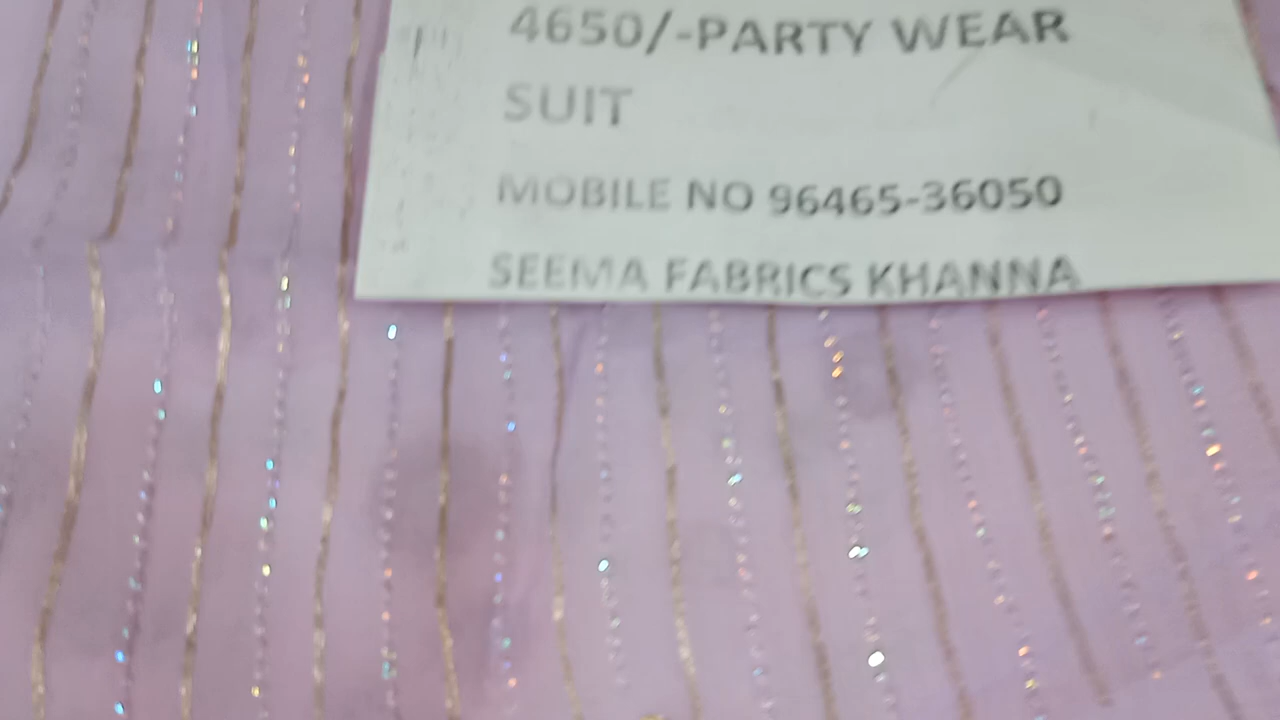 4650/-PARTY WEAR
SUIT
MOBILE NO 96465-36050
SEEMA FABRICS KHANNA